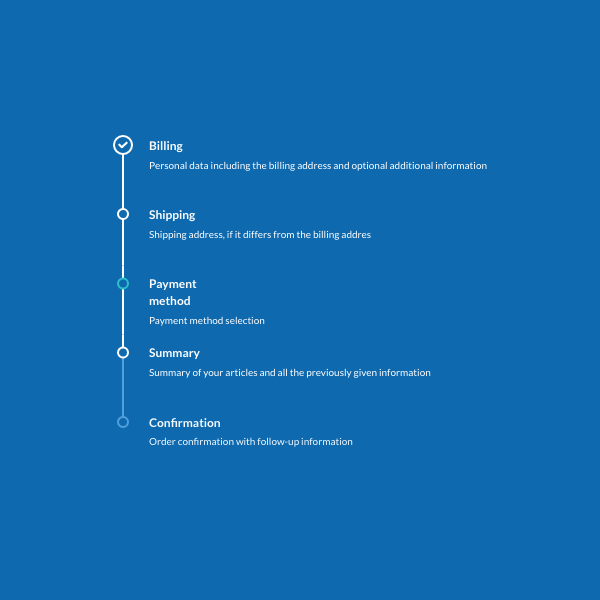 Billing
Personal data including the billing address and optional additional information
Shipping
Shipping address, if it differs from the billing addres
Payment
method
Payment method selection
Summary
Summary of your articles and all the previously given information
Confirmation
Order confirmation with follow-up information